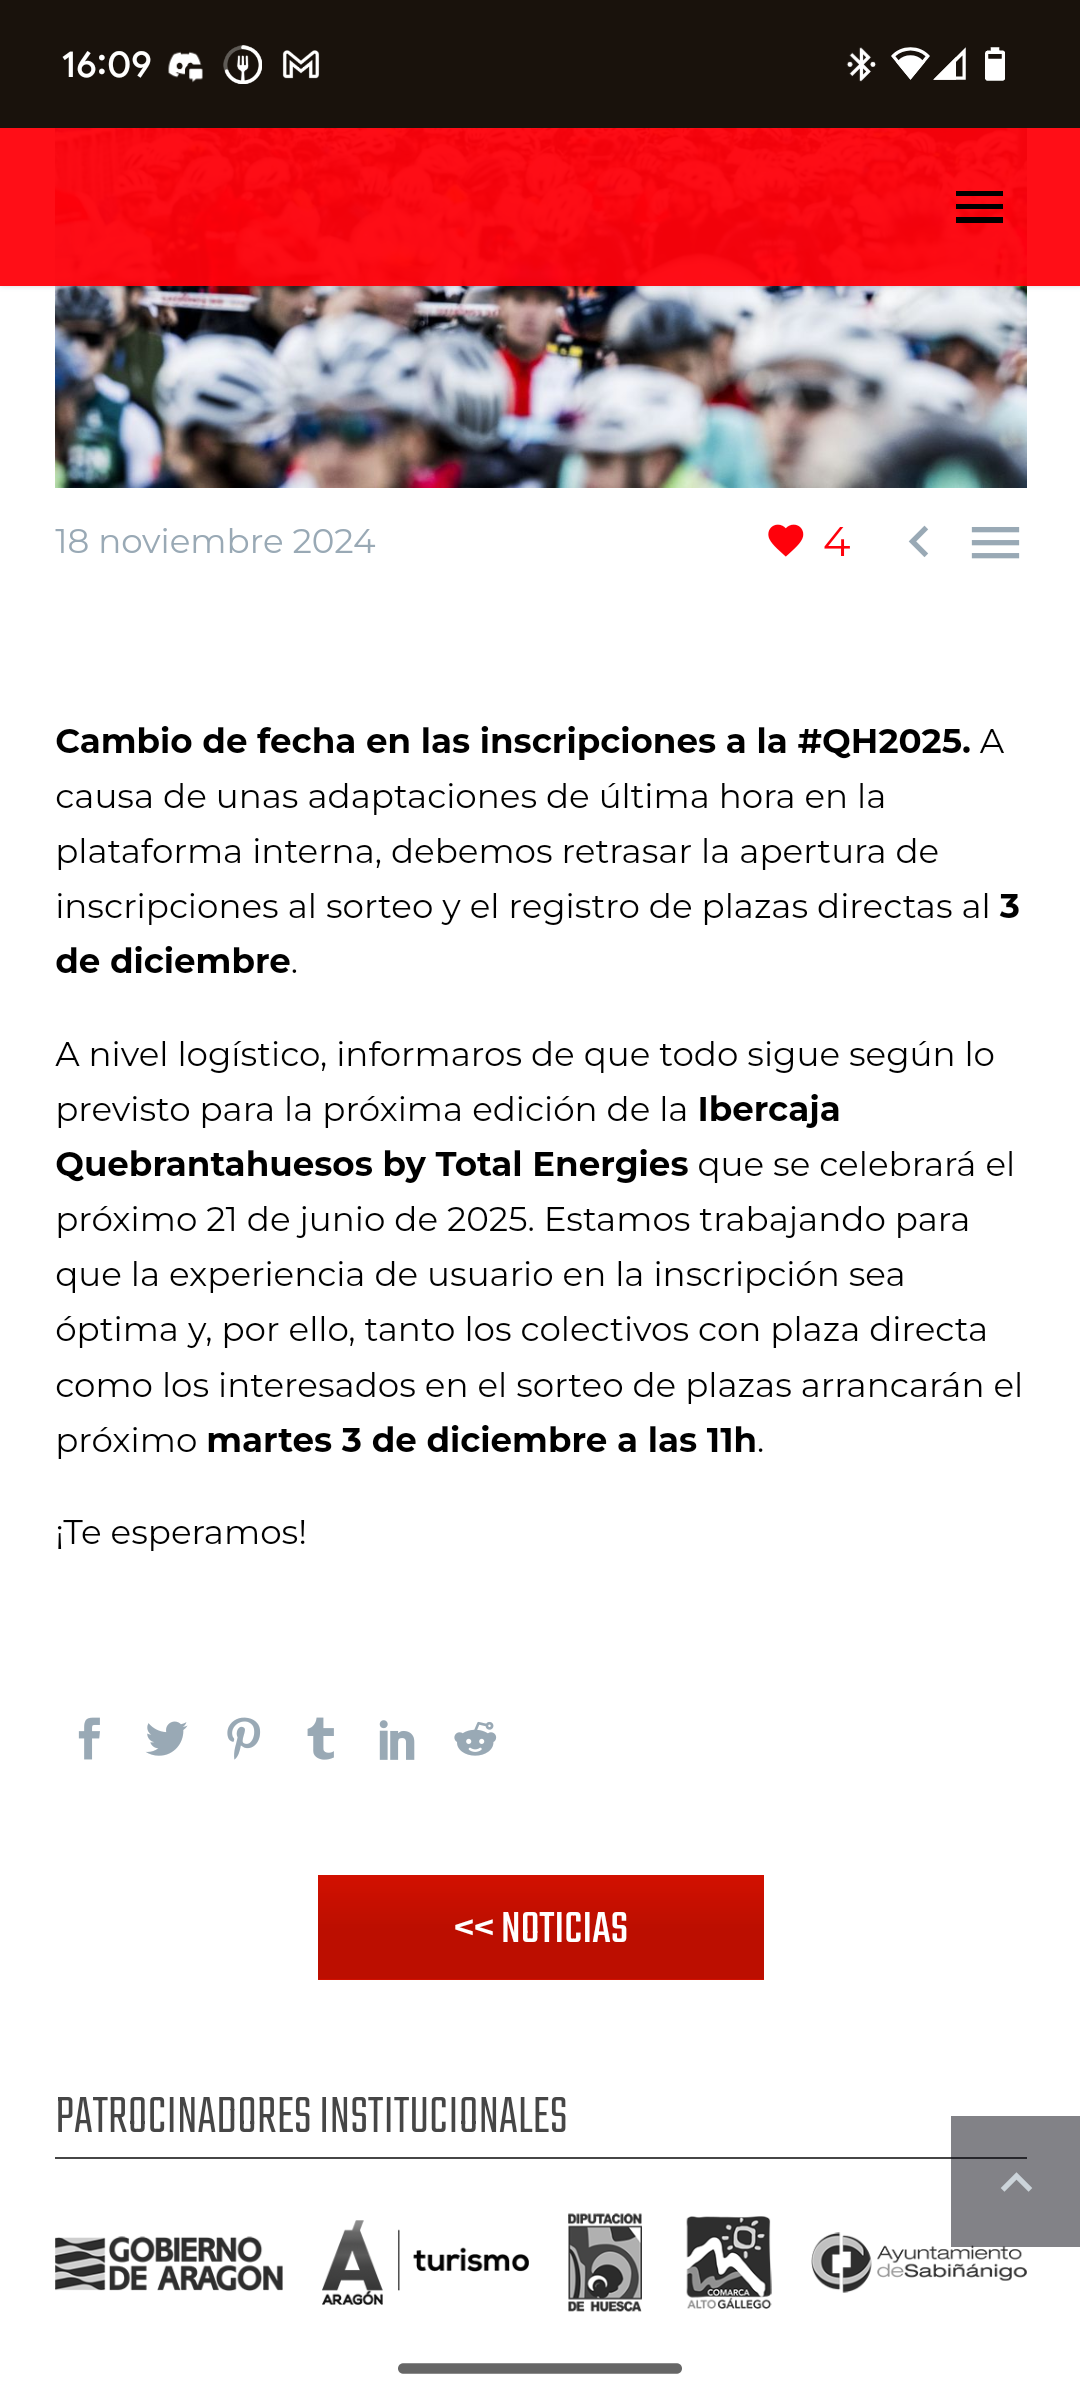 16:09
18 noviembre 2024
4
Cambio de fecha en las inscripciones a la #QH2025. A
causa de unas adaptaciones de última hora en la
plataforma interna, debemos retrasar la apertura de
inscripciones al sorteo y el registro de plazas directas al 3
de diciembre.
A nivel logístico, informaros de que todo sigue según lo
previsto para la próxima edición de la Ibercaja
Quebrantahuesos by Total Energies que se celebrará el
próximo 21 de junio de 2025. Estamos trabajando para
que la experiencia de usuario en la inscripción sea
óptima y, por ello, tanto los colectivos con plaza directa
como los interesados en el sorteo de plazas arrancarán el
próximo martes 3 de diciembre a las 11h.
¡Te esperamos!
<< NOTICIAS
PATROCINADORES INSTITUCIONALES
GOBIERNO
DE ARAGON
ARAGÓN
turismo
DIPUTACION
DE HUESCA
COMARCA
ALTO GÁLLEGO
Ayuntamiento
deSabiñánigo